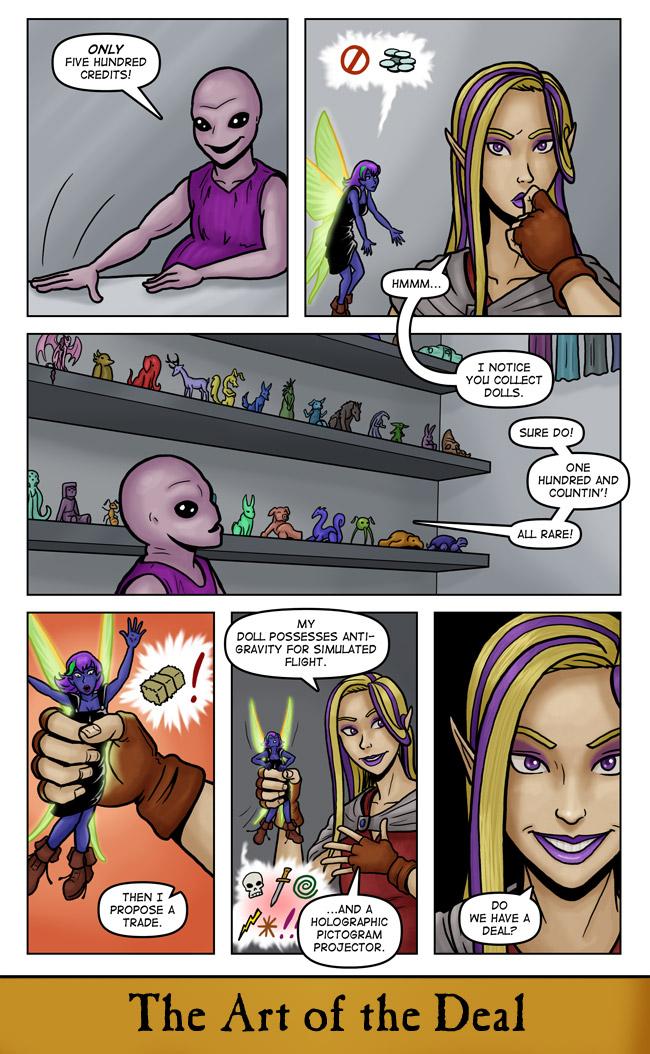 ONLY
FIVE HUNDRED
CREDITS!
HMMM...
I NOTICE
YOU COLLECT
DOLLS.
SURE DO!
ONE
HUNDRED AND
COUNTIN'!
ALL RARE!
!
THEN I
PROPOSE A
TRADE.
MY
DOLL POSSESSES ANTI-
GRAVITY FOR SIMULATED
FLIGHT.
!!
...AND A
HOLOGRAPHIC
PICTOGRAM
PROJECTOR.
DO
WE HAVE A
DEAL?
The Art of the Deal